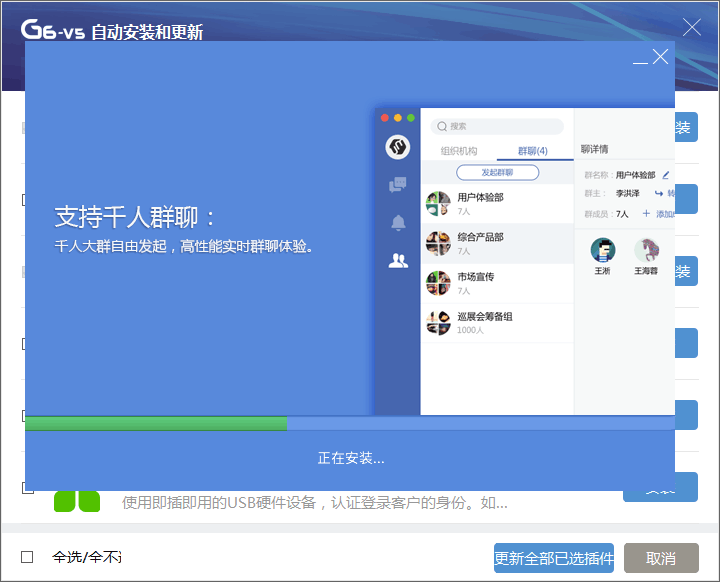 G6-V5 自动安装和更新
搜索
组织机构
群聊(4)
发起群聊
用户体验部
7人
综合产品部
7人
市场宣传
7人
巡展会筹备组
1000人
聊详情
群名称：用户体验部
群主：李洪泽
群成员：7人
添加
王淅
王海蓉
支持千人群聊：
千人大群自由发起，高性能实时群聊体验。
正在安装...
装
装
使用即插即用的USB硬件设备，认证登录客户的身份。如...
全选/全不
更新全部已选插件
取消